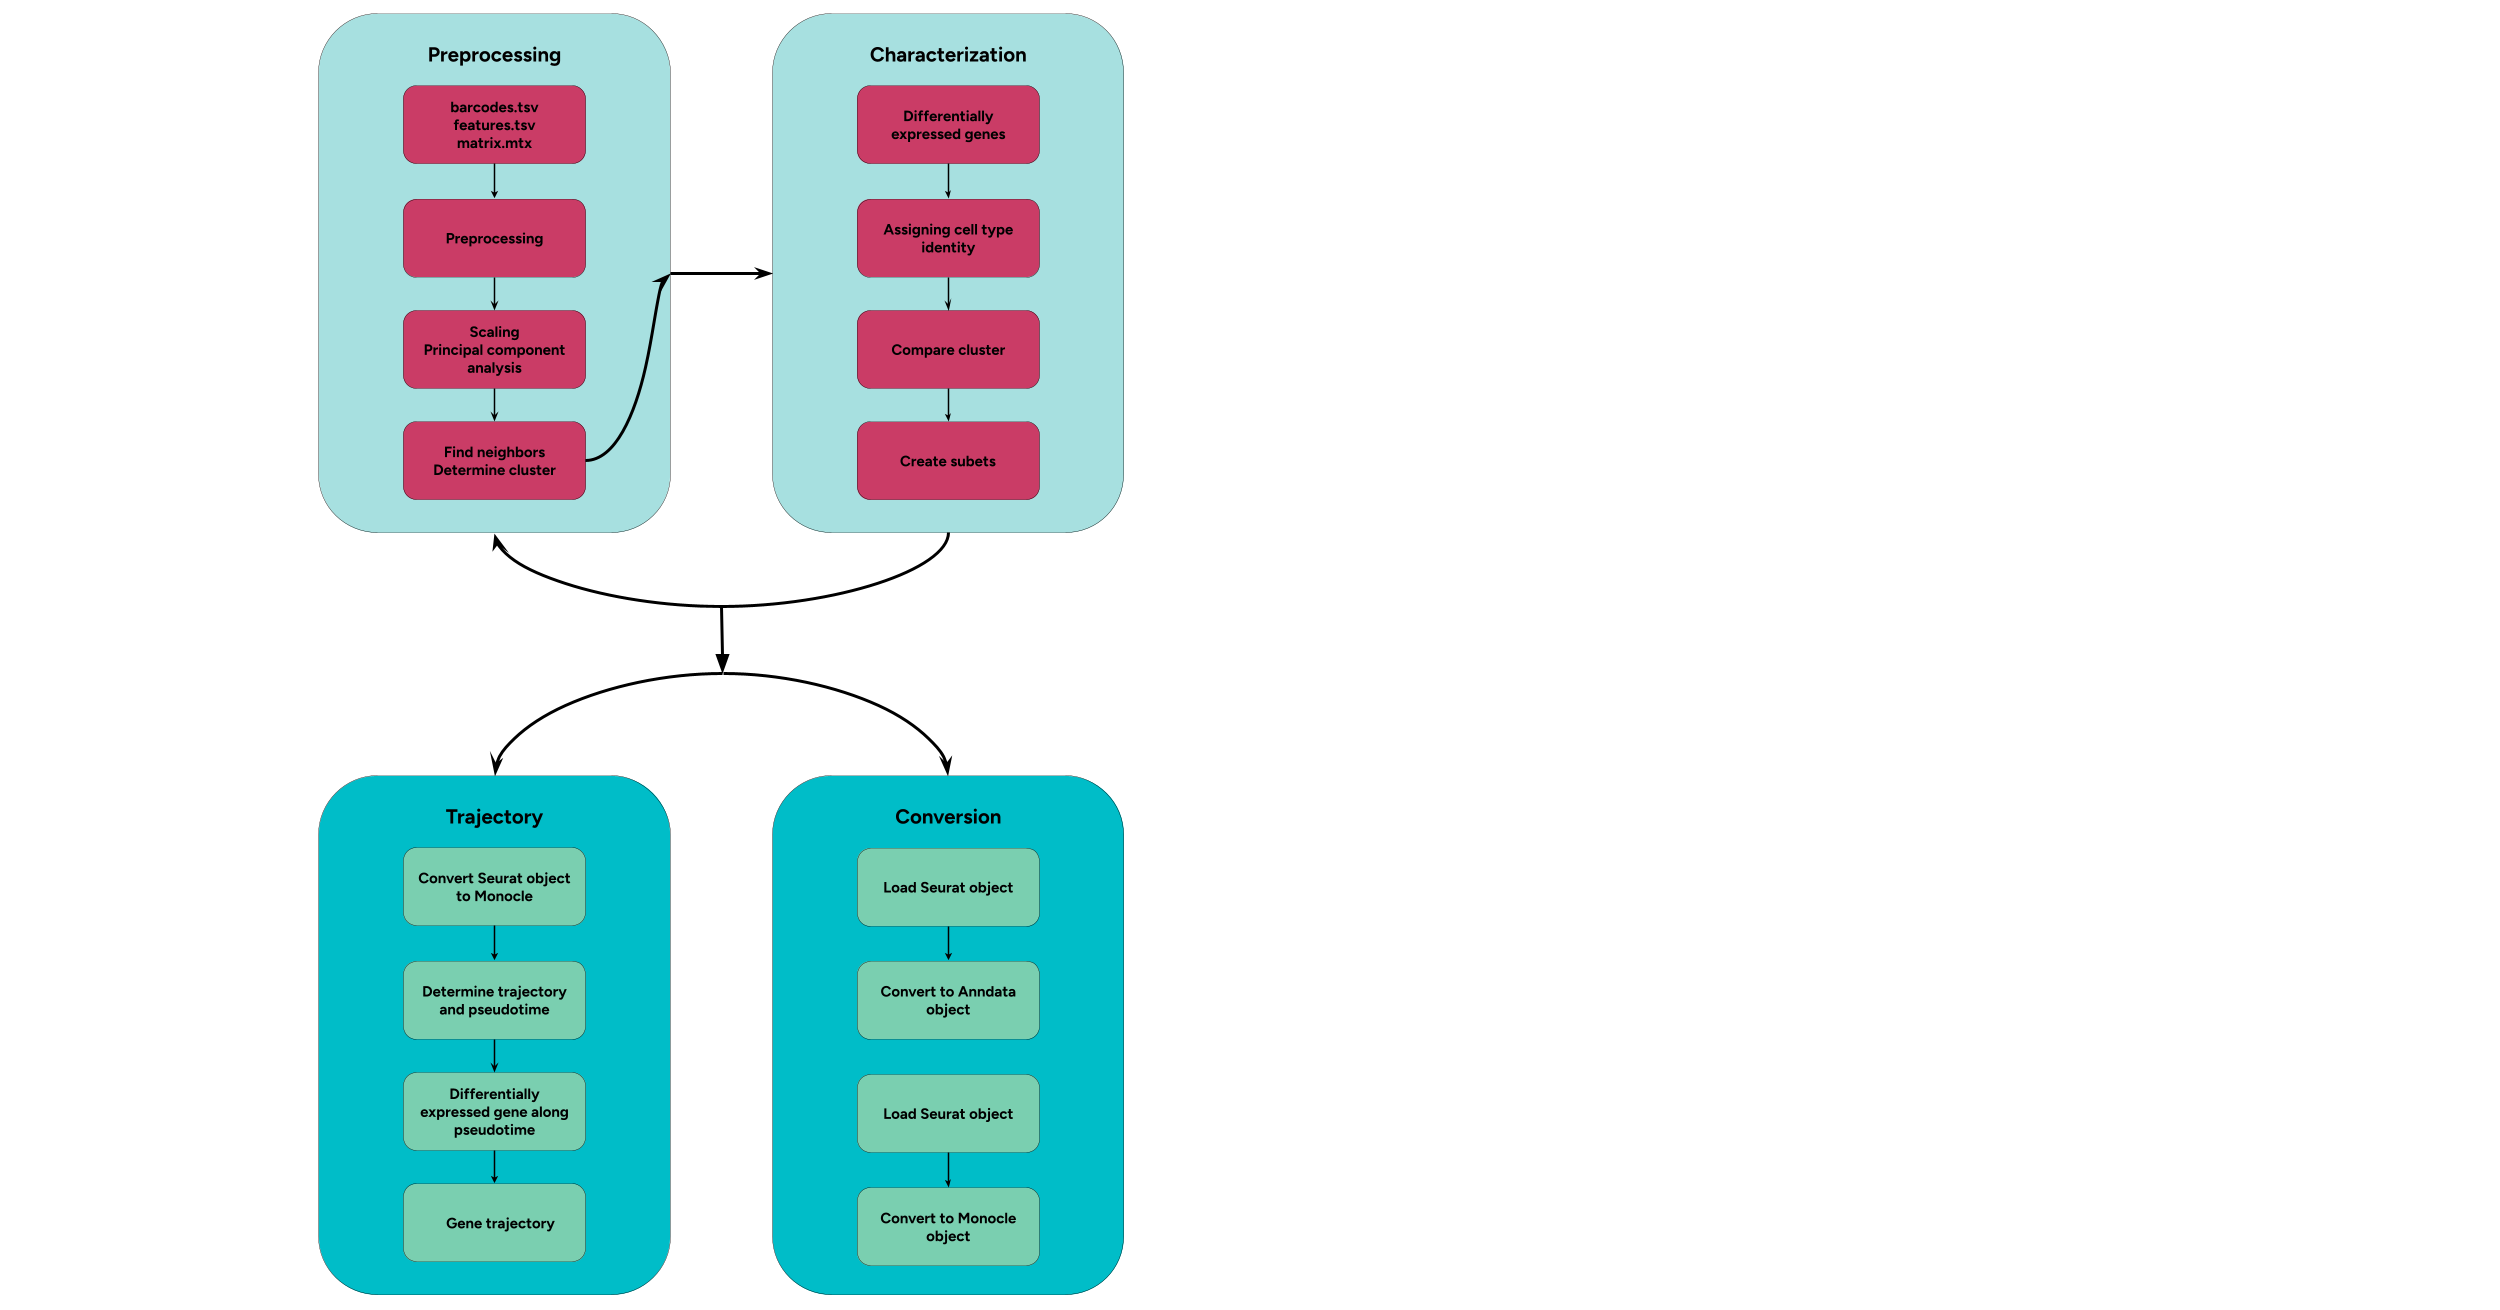 Preprocessing
barcodes.tsv
features.tsv
matrix.mtx
Preprocessing
Scaling
Principal component
analysis
Find neighbors
Determine cluster
Characterization
Differentially
expressed genes
Assigning cell type
identity
Compare cluster
Create subets
Trajectory
Convert Seurat object
to Monocle
Determine trajectory
and pseudotime
Differentially
expressed gene along
pseudotime
Gene trajectory
Conversion
Load Seurat object
Convert to Anndata
object
Load Seurat object
Convert to Monocle
object